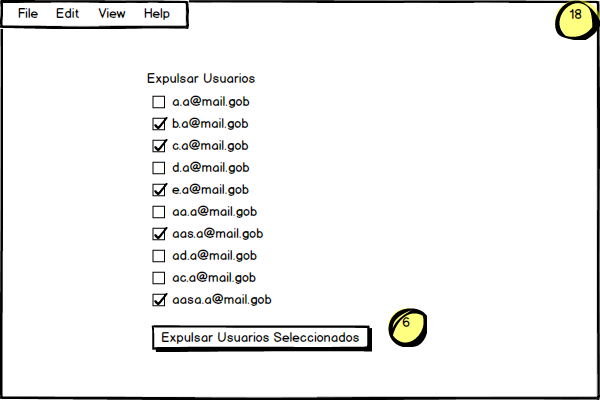 File Edit View Help
18
Expulsar Usuarios
a.a@mail.gob
b.a@mail.gob
c.a@mail.gob
d.a@mail.gob
e.a@mail.gob
aa.a@mail.gob
aas.a@mail.gob
ad.a@mail.gob
ac.a@mail.gob
aasa.a@mail.gob
6
Expulsar Usuarios Seleccionados